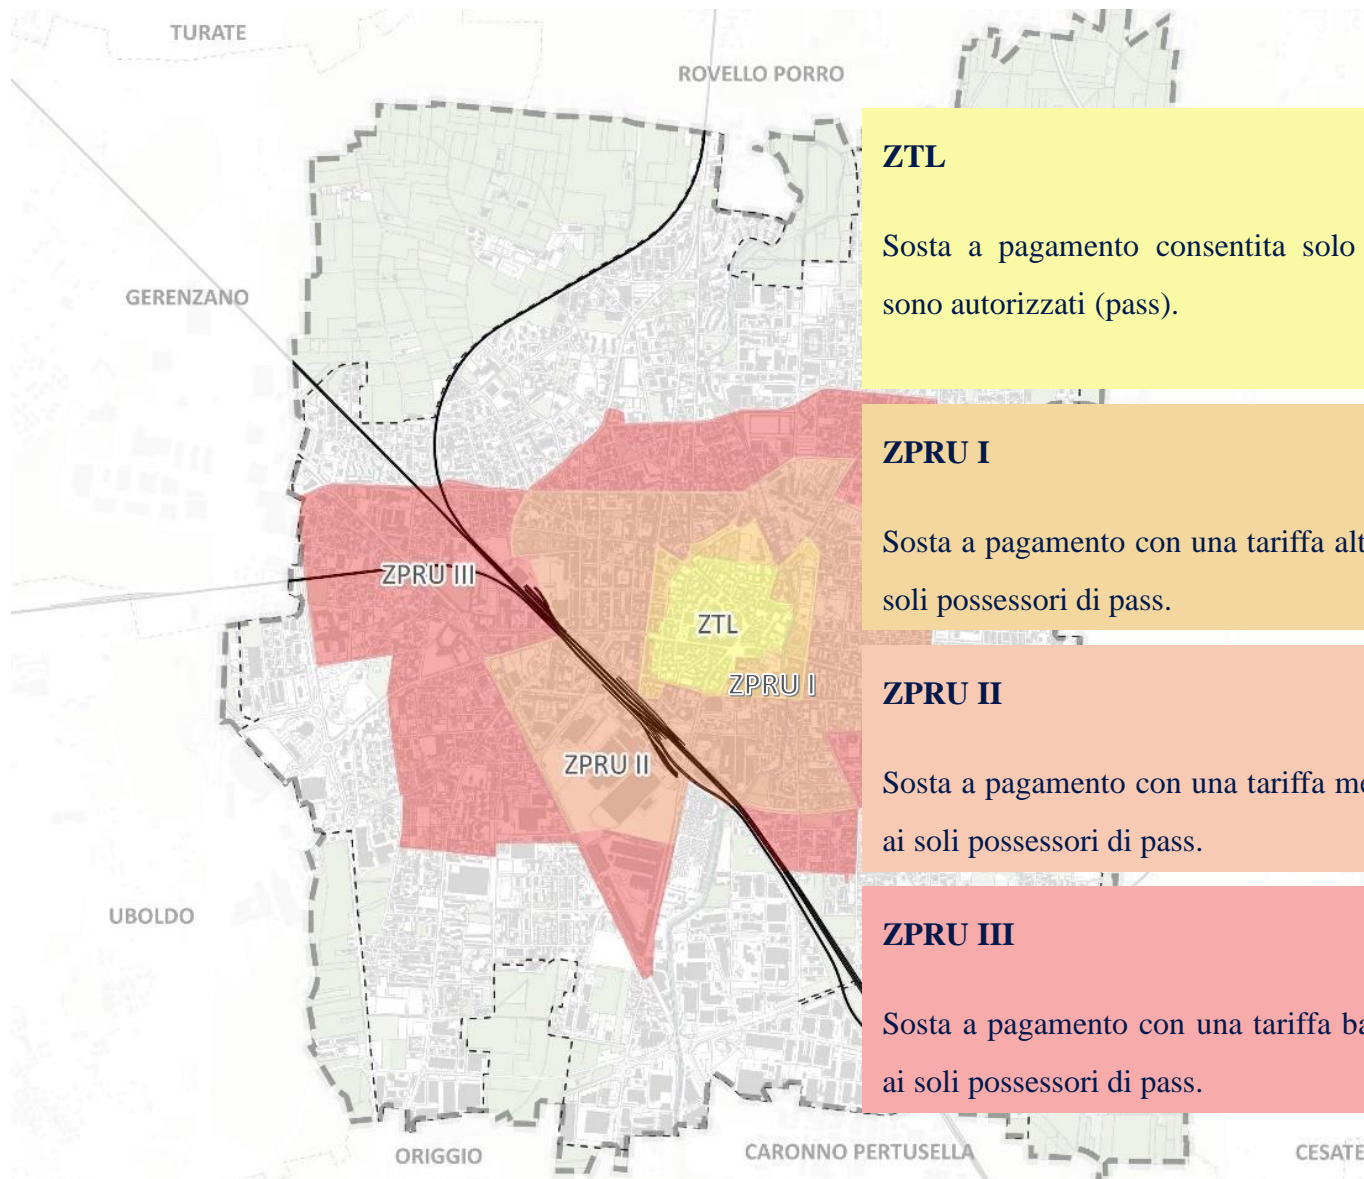 TURATE
ROVELLO PORRO
GERENZANO
UBOLDO
ORIGGIO
CARONNO PERTUSELLA
CESATE
ZPRU III
ZTL
ZPRU I
ZPRU II
ZTL
Sosta a pagamento consentita solo
sono autorizzati (pass).
ZPRU I
Sosta a pagamento con una tariffa alt
soli possessori di pass.
ZPRU II
Sosta a pagamento con una tariffa me
ai soli possessori di pass.
ZPRU III
Sosta a pagamento con una tariffa ba
ai soli possessori di pass.